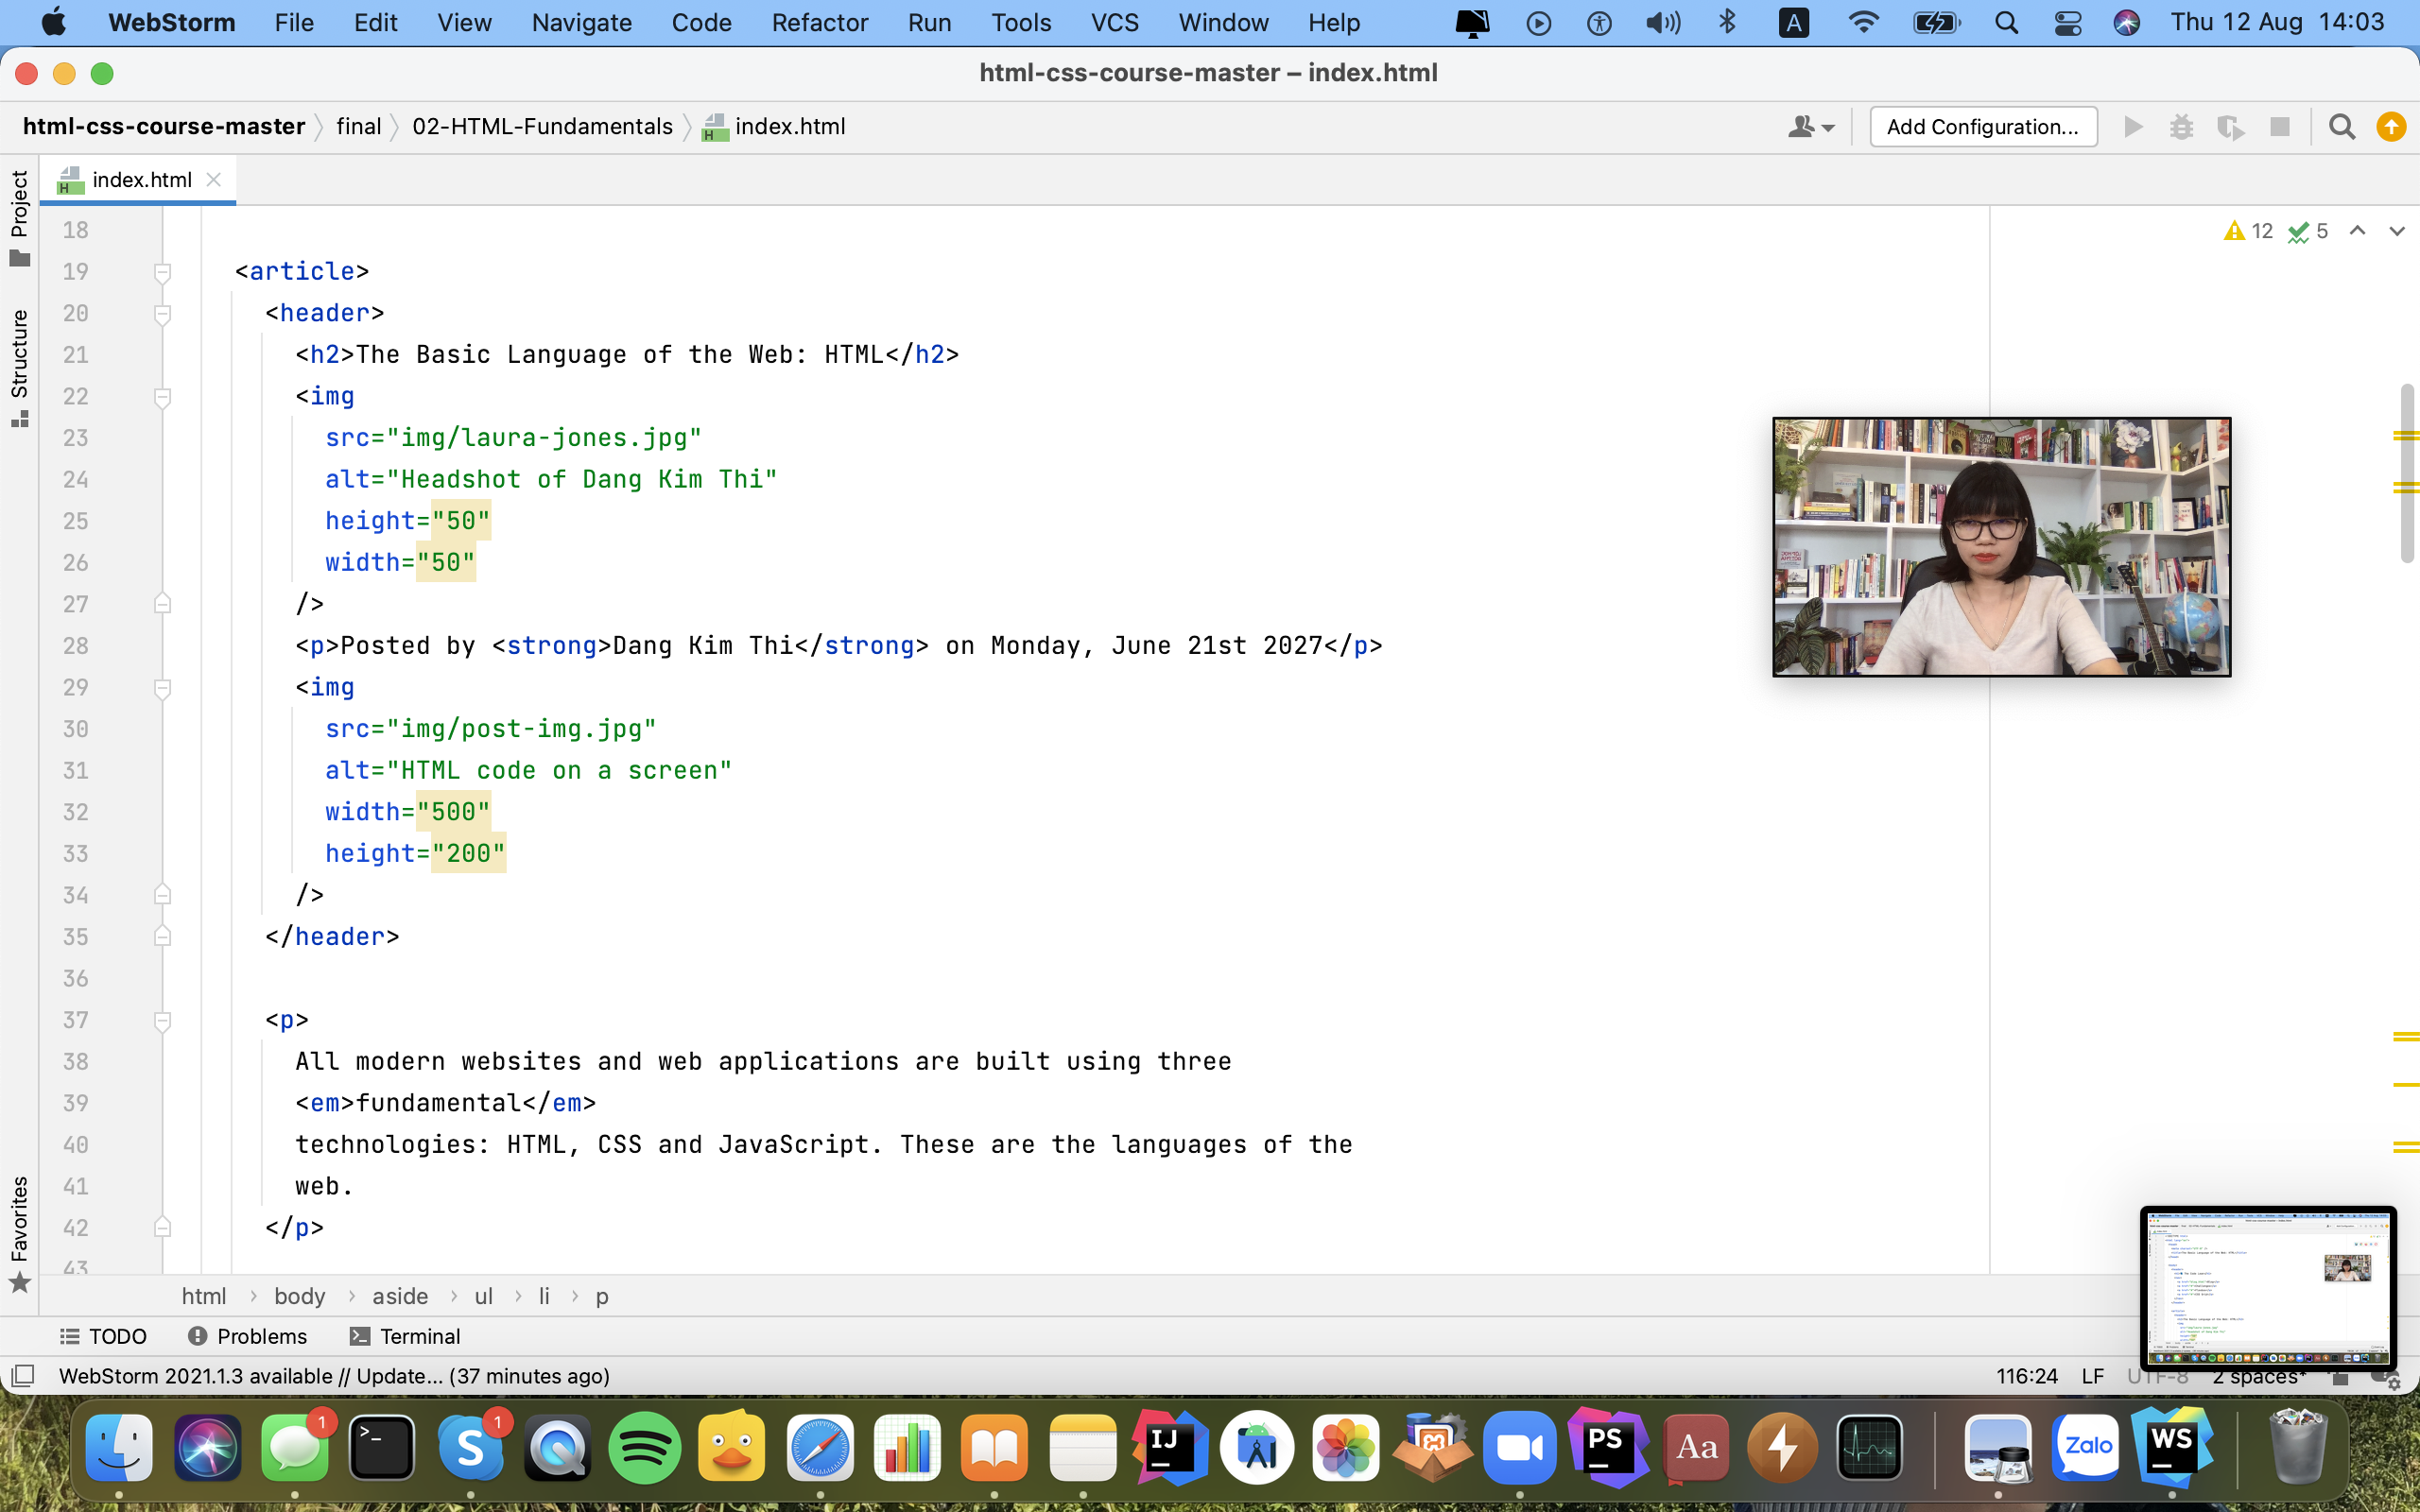 WebStorm File Edit View Navigate Code Refactor Run Tools VCS Window Help A Thu 12 Aug 14:03
html-css-course-master – index.html
html-css-course-master final 02-HTML-Fundamentals index.html Add Configuration...
index.html
Project
Structure
Favorites
12 5
18
19 <article>
20 <header>
21 <h2>The Basic Language of the Web: HTML</h2>
22 <img
23 src="img/laura-jones.jpg"
24 alt="Headshot of Dang Kim Thi"
25 height="50"
26 width="50"
27 />
28 <p>Posted by <strong>Dang Kim Thi</strong> on Monday, June 21st 2027</p>
29 <img
30 src="img/post-img.jpg"
31 alt="HTML code on a screen"
32 width="500"
33 height="200"
34 />
35 </header>
36
37 <p>
38 All modern websites and web applications are built using three
39 <em>fundamental</em>
40 technologies: HTML, CSS and JavaScript. These are the languages of the
41 web.
42 </p>
43
html body aside ul li p
TODO Problems Terminal
WebStorm 2021.1.3 available // Update... (37 minutes ago) 116:24 LF UTF-8 2 spaces*
1 1
IJ PS Aa Zalo WS